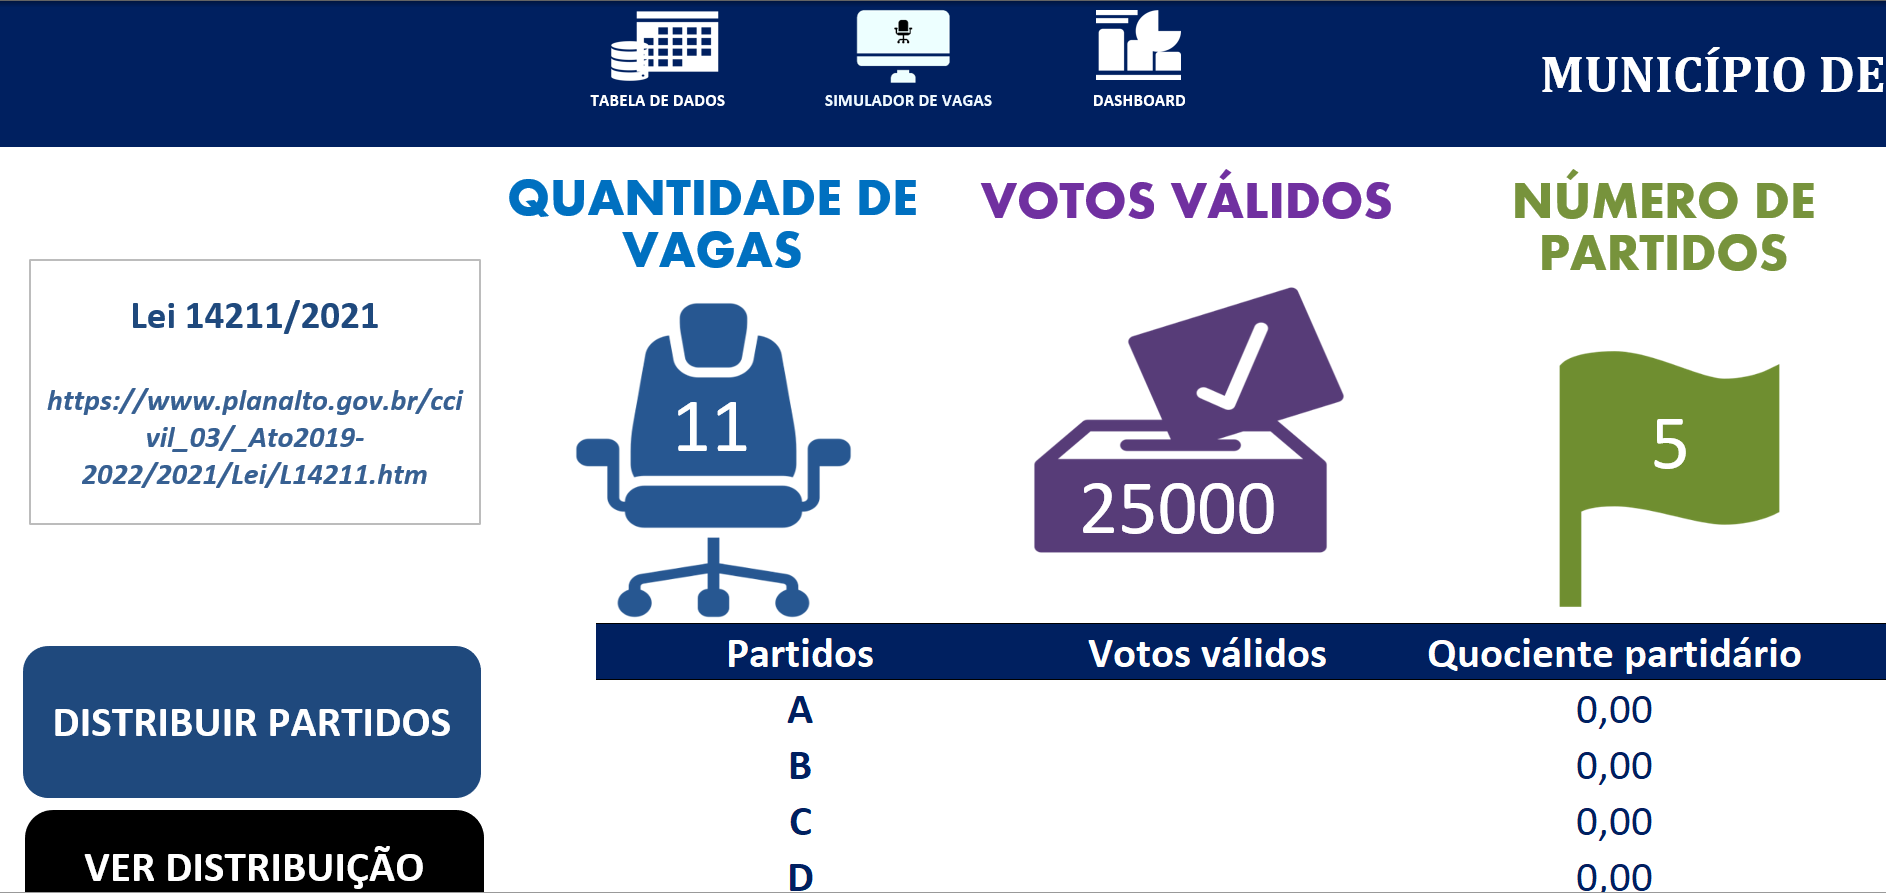 TABELA DE DADOS
SIMULADOR DE VAGAS
DASHBOARD
MUNICÍPIO DE
QUANTIDADE DE
VAGAS
VOTOS VÁLIDOS
NÚMERO DE
PARTIDOS
Lei 14211/2021
https://www.planalto.gov.br/cci
vil_03/_Ato2019-
2022/2021/Lei/L14211.htm
11
25000
5
DISTRIBUIR PARTIDOS
VER DISTRIBUIÇÃO
Partidos Votos válidos Quociente partidário
A 0,00
B 0,00
C 0,00
D 0,00